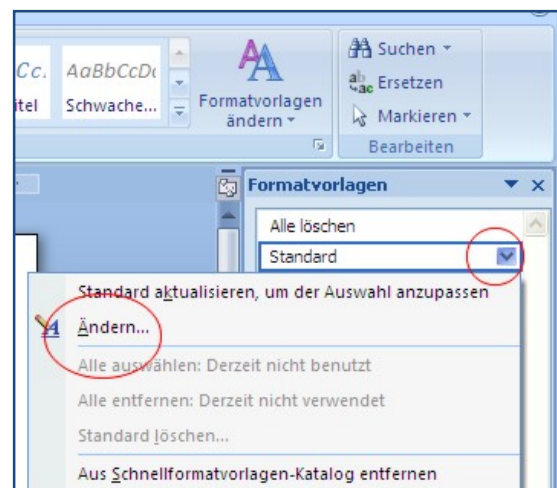 Cc.
AaBbCcDc
itel
Schwache...
Formatvorlagen
ändern
Suchen
Ersetzen
Markieren
Bearbeiten
Formatvorlagen
Alle löschen
Standard
Standard aktualisieren, um der Auswahl anzupassen
Ändern...
Alle auswählen: Derzeit nicht benutzt
Alle entfernen: Derzeit nicht verwendet
Standard löschen...
Aus Schnellformatvorlagen-Katalog entfernen